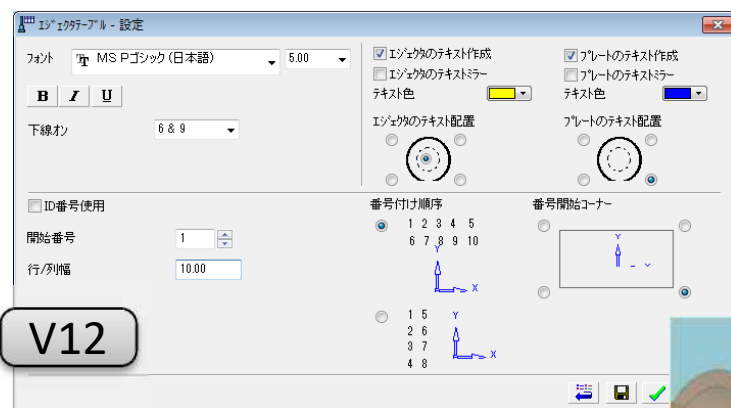 エジェクタテーブル - 設定
フォント MS Pゴシック (日本語) 5.00
B I U
下線オン 6 & 9
エジェクタのテキスト作成
エジェクタのテキストミラー
テキスト色
エジェクタのテキスト配置
プレートのテキスト作成
プレートのテキストミラー
テキスト色
プレートのテキスト配置
ID番号使用
開始番号 1
行/列幅 10.00
番号付け順序
1 2 3 4 5
6 7 8 9 10
Y
X
1 5
2 6
3 7
4 8
Y
X
番号開始コーナー
Y
V12